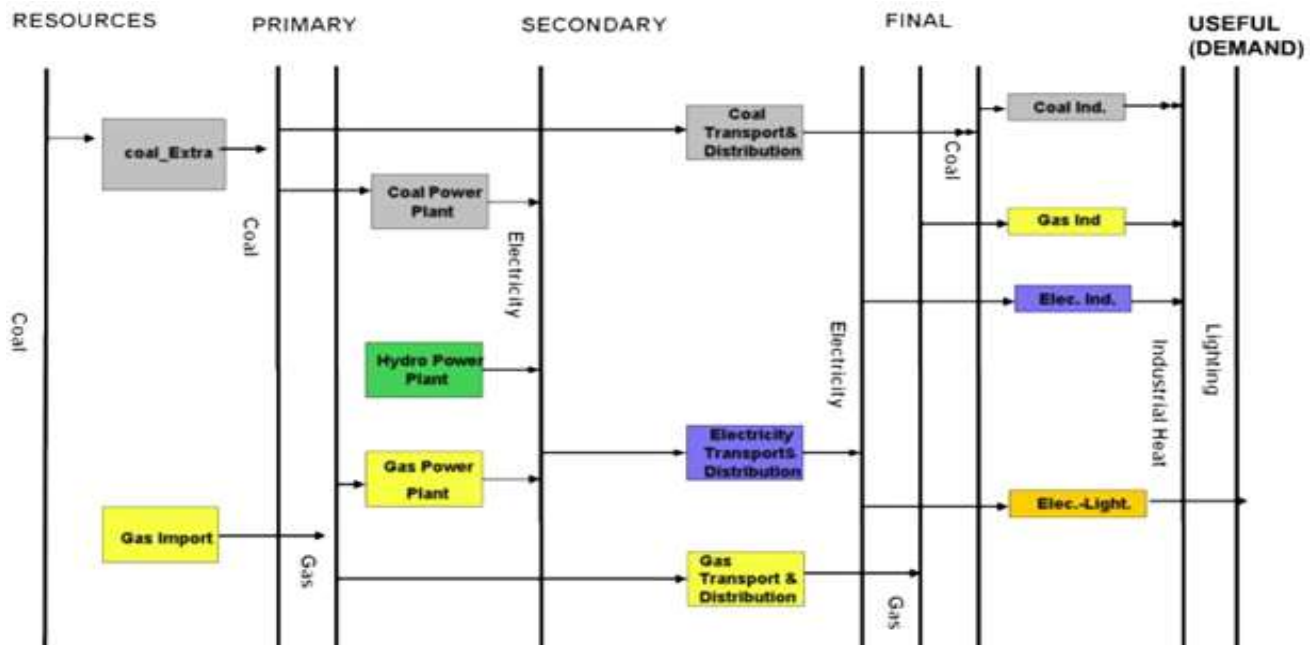 RESOURCES
PRIMARY
SECONDARY
FINAL
USEFUL
(DEMAND)
coal_Extra
Coal
Transport&
Distribution
Coal Ind.
Coal Power
Plant
Gas Ind
Elec. Ind.
Hydro Power
Plant
Electricity
Transport&
Distribution
Gas Power
Plant
Elec.-Light.
Gas Import
Gas
Transport &
Distribution
Coal
Coal
Gas
Electricity
Electricity
Gas
Coal
Industrial Heat
Lighting